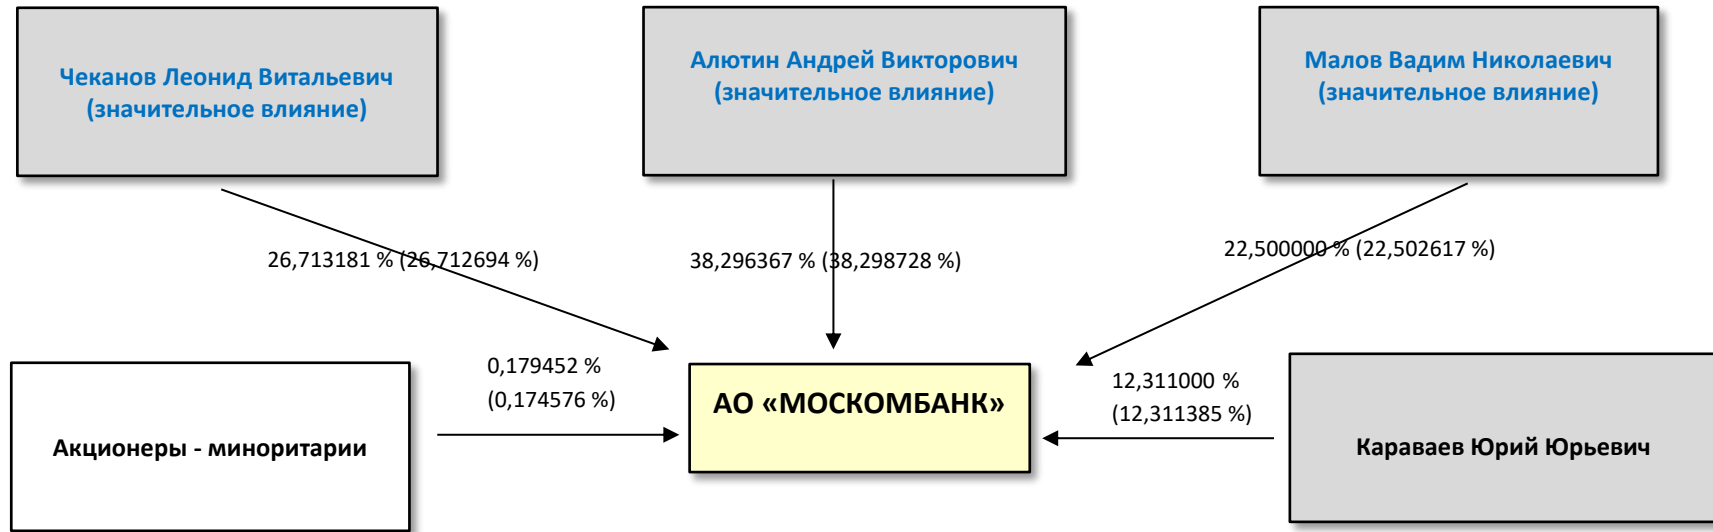 Чеканов Леонид Витальевич
(значительное влияние)
Алютин Андрей Викторович
(значительное влияние)
Малов Вадим Николаевич
(значительное влияние)
26,713181 % (26,712694 %)
38,296367 % (38,298728 %)
22,500000 % (22,502617 %)
Акционеры - миноритарии
0,179452 %
(0,174576 %)
АО «МОСКОМБАНК»
12,311000 %
(12,311385 %)
Караваев Юрий Юрьевич